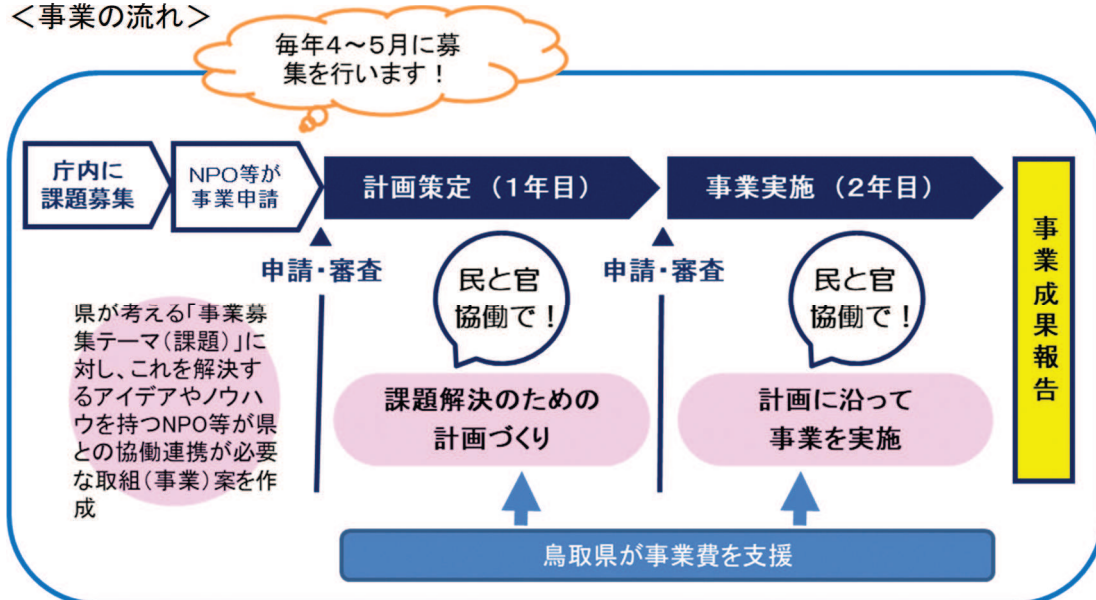 ＜事業の流れ＞
毎年４～５月に募
集を行います！
庁内に
課題募集
NPO等が
事業申請
計画策定（１年目）
事業実施（２年目）
申請・審査
申請・審査
民と官
協働で！
民と官
協働で！
県が考える「事業募
集テーマ（課題）」に
対し、これを解決す
るアイデアやノウハ
ウを持つNPO等が県
との協働連携が必要
な取組（事業）案を作
成
課題解決のための
計画づくり
計画に沿って
事業を実施
事業成果報告
鳥取県が事業費を支援